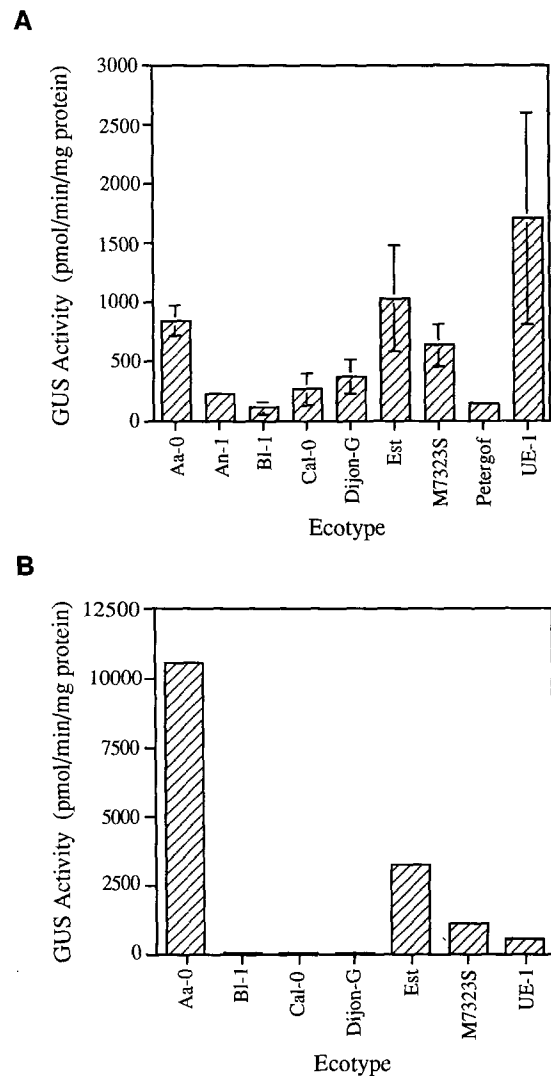 A
GUS Activity (pmol/min/mg protein)
3000
2500
2000
1500
1000
500
0
Aa-0
An-1
Bl-1
Cal-0
Dijon-G
Est
M7323S
Petergof
UE-1
Ecotype
B
GUS Activity (pmol/min/mg protein)
12500
10000
7500
5000
2500
0
Aa-0
Bl-1
Cal-0
Dijon-G
Est
M7323S
UE-1
Ecotype